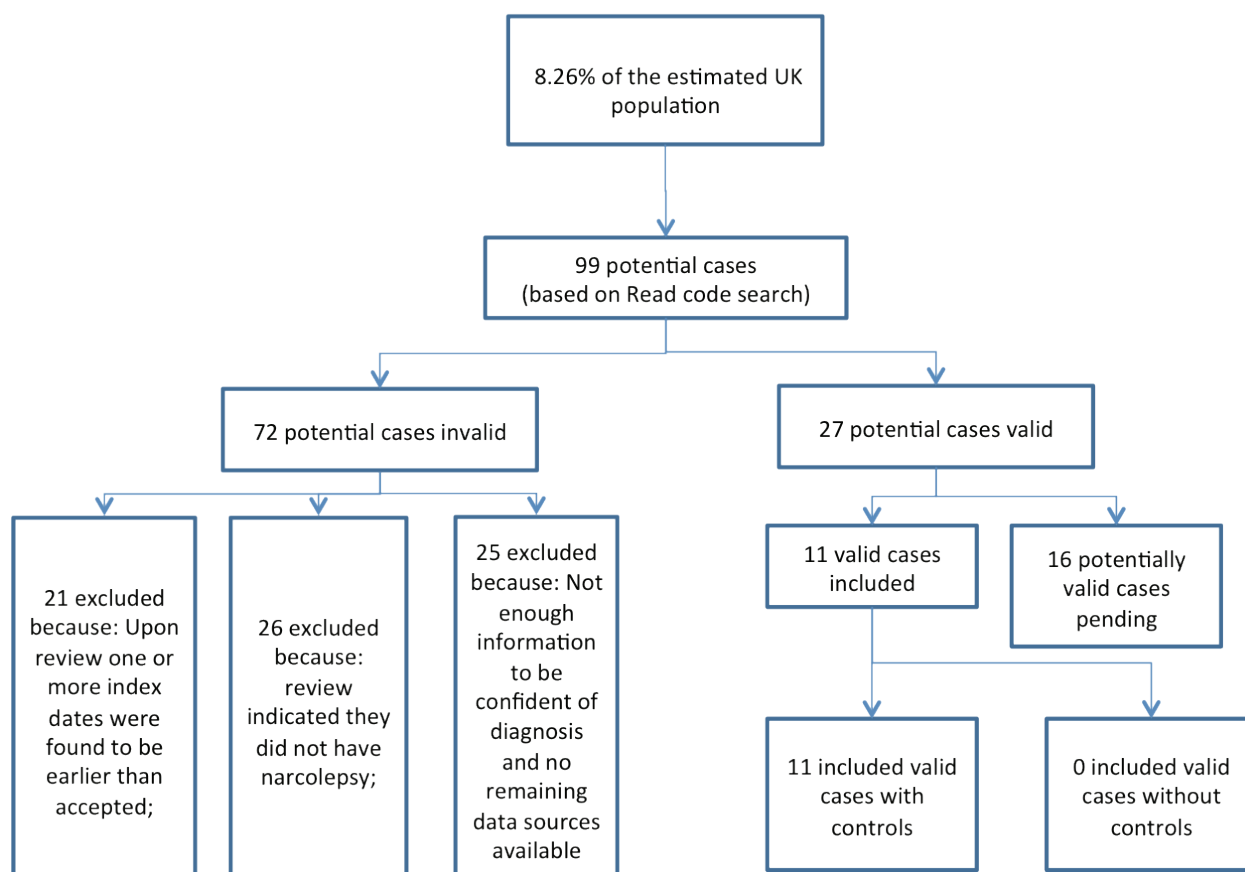 8.26% of the estimated UK
population
99 potential cases
(based on Read code search)
72 potential cases invalid
27 potential cases valid
21 excluded
because: Upon
review one or
more index
dates were
found to be
earlier than
accepted;
26 excluded
because:
review
indicated they
did not have
narcolepsy;
25 excluded
because: Not
enough
information
to be
confident of
diagnosis
and no
remaining
data sources
available
11 valid cases
included
16 potentially
valid cases
pending
11 included valid
cases with
controls
0 included valid
cases without
controls